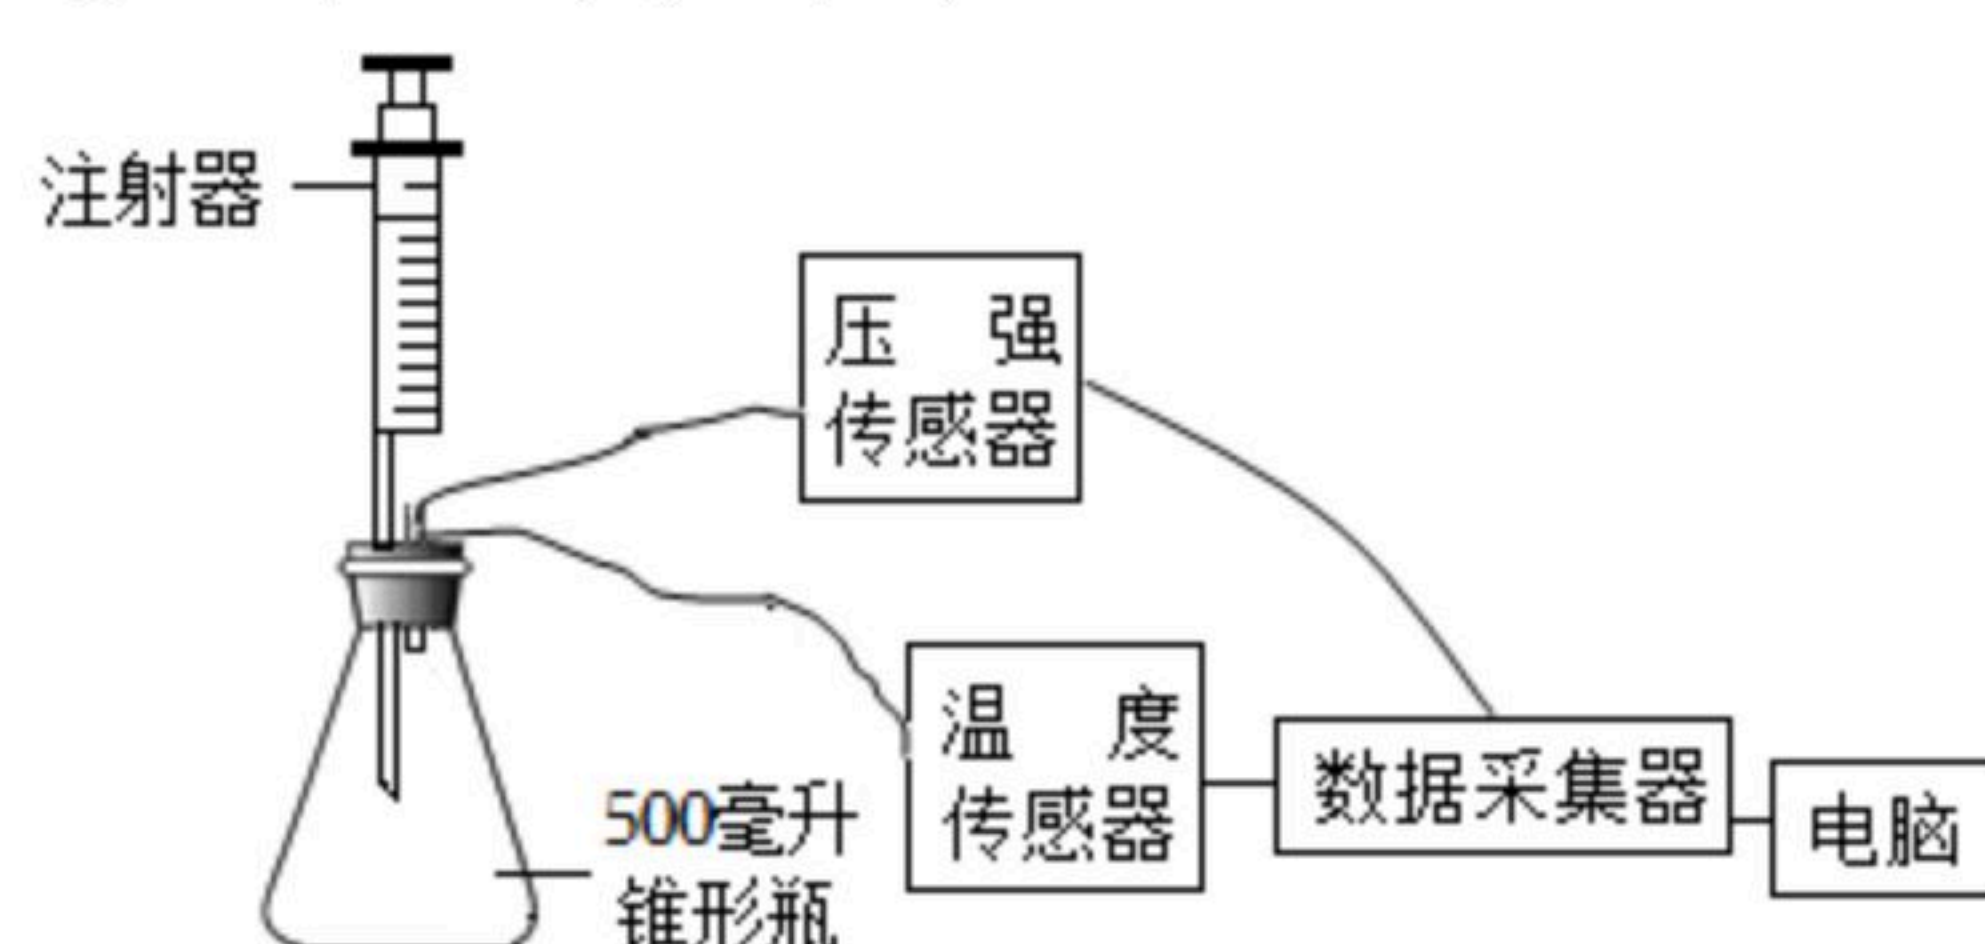 注射器
压 强
传感器
温 度
传感器
数据采集器
电脑
500毫升
锥形瓶